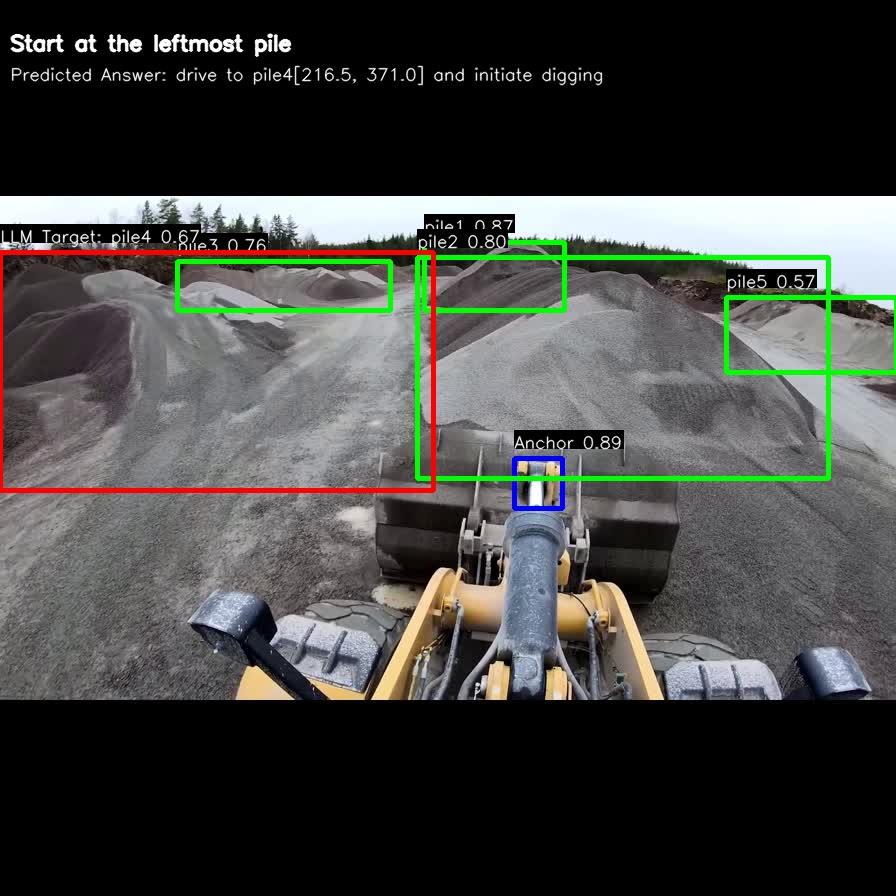 Start at the leftmost pile
Predicted Answer: drive to pile4[216.5, 371.0] and initiate digging
pile1 0.87
LLM Target: pile4 0.67
pile3 0.76
pile2 0.80
pile5 0.57
Anchor 0.89